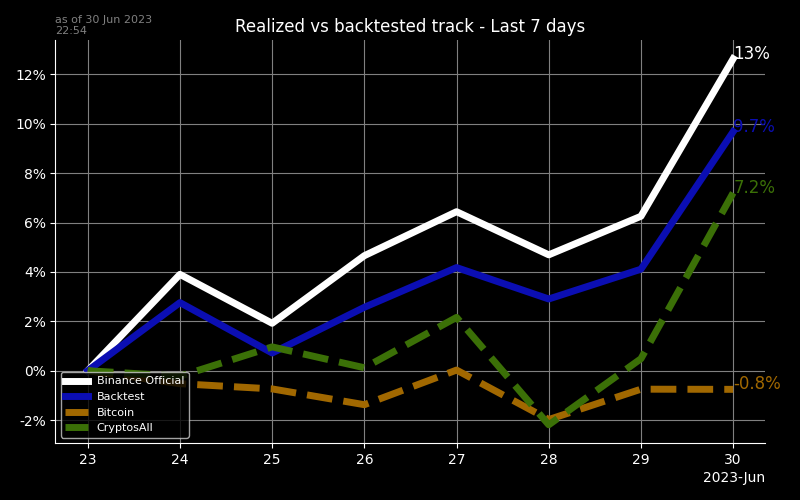 as of 30 Jun 2023
22:54
Realized vs backtested track - Last 7 days
12%
10%
8%
6%
4%
2%
0%
-2%
13%
9.7%
7.2%
-0.8%
Binance Official
Backtest
Bitcoin
CryptosAll
23 24 25 26 27 28 29 30
2023-Jun